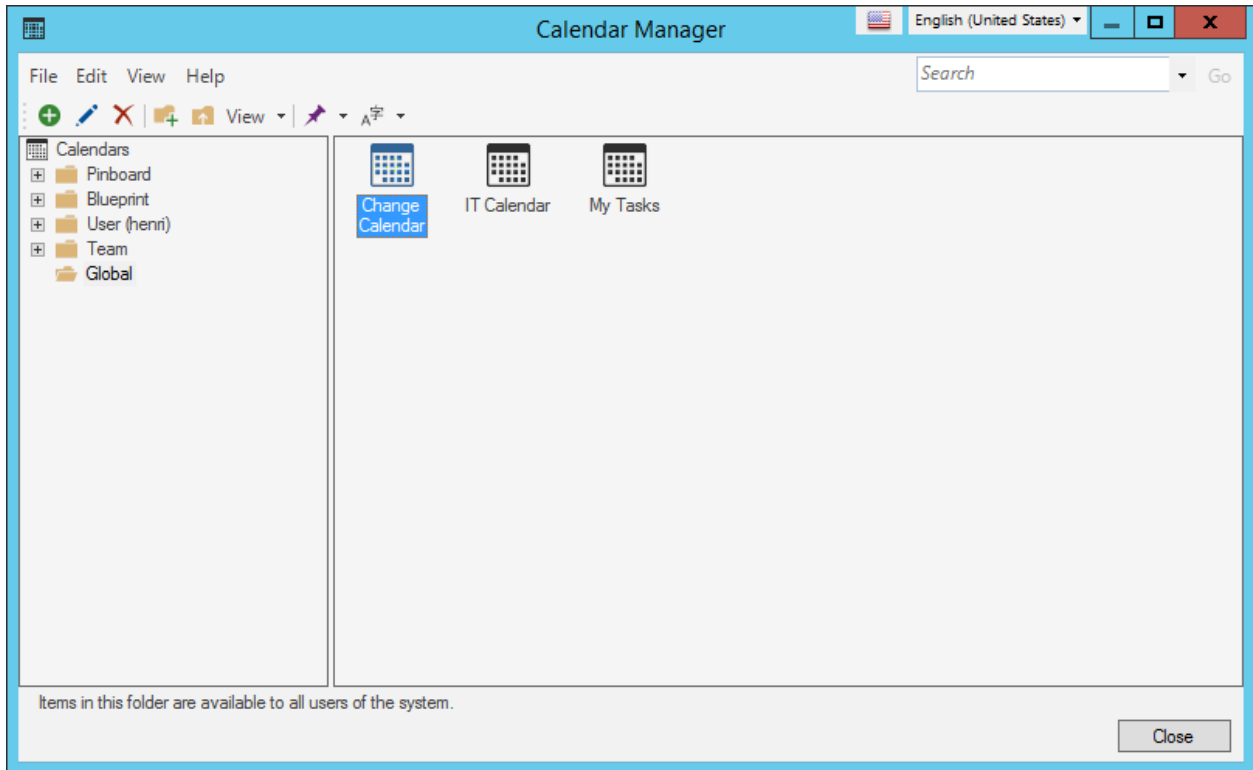 Calendar Manager
English (United States)
File Edit View Help
Search
Go
View
A字
Calendars
Pinboard
Blueprint
User (henri)
Team
Global
Change
Calendar
IT Calendar
My Tasks
Items in this folder are available to all users of the system.
Close